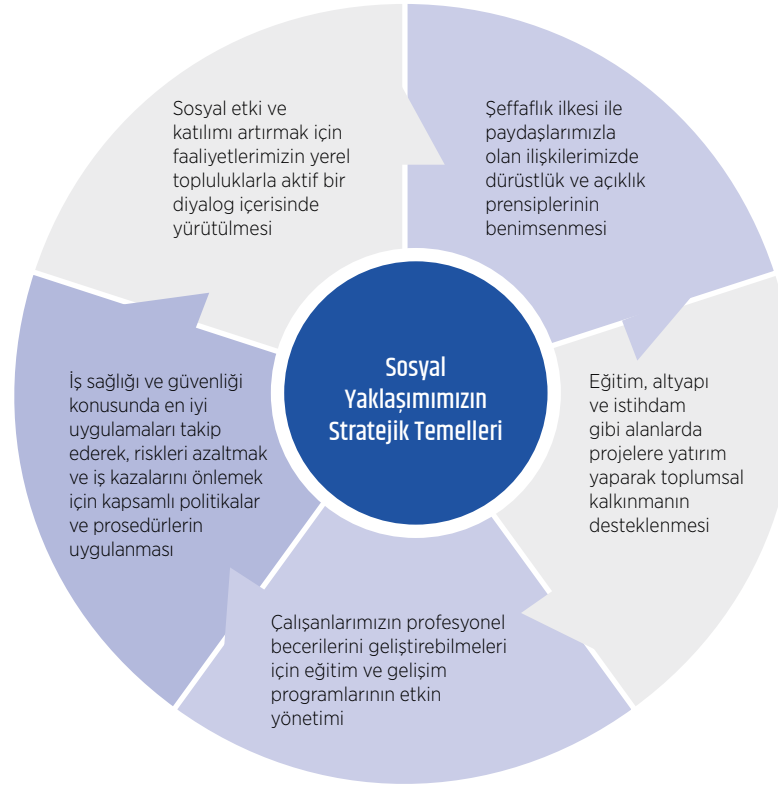 Sosyal etki ve
katılımı artırmak için
faaliyetlerimizin yerel
topluluklarla aktif bir
diyalog içerisinde
yürütülmesi
Şeffaflık ilkesi ile
paydaşlarımızla
olan ilişkilerimizde
dürüstlük ve açıklık
prensiplerinin
benimsenmesi
Sosyal
Yaklaşımımızın
Stratejik Temelleri
Eğitim, altyapı
ve istihdam
gibi alanlarda
projelere yatırım
yaparak toplumsal
kalkınmanın
desteklenmesi
Çalışanlarımızın profesyonel
becerilerini geliştirebilmeleri
için eğitim ve gelişim
programlarının etkin
yönetimi
İş sağlığı ve güvenliği
konusunda en iyi
uygulamaları takip
ederek, riskleri azaltmak
ve iş kazalarını önlemek
için kapsamlı politikalar
ve prosedürlerin
uygulanması